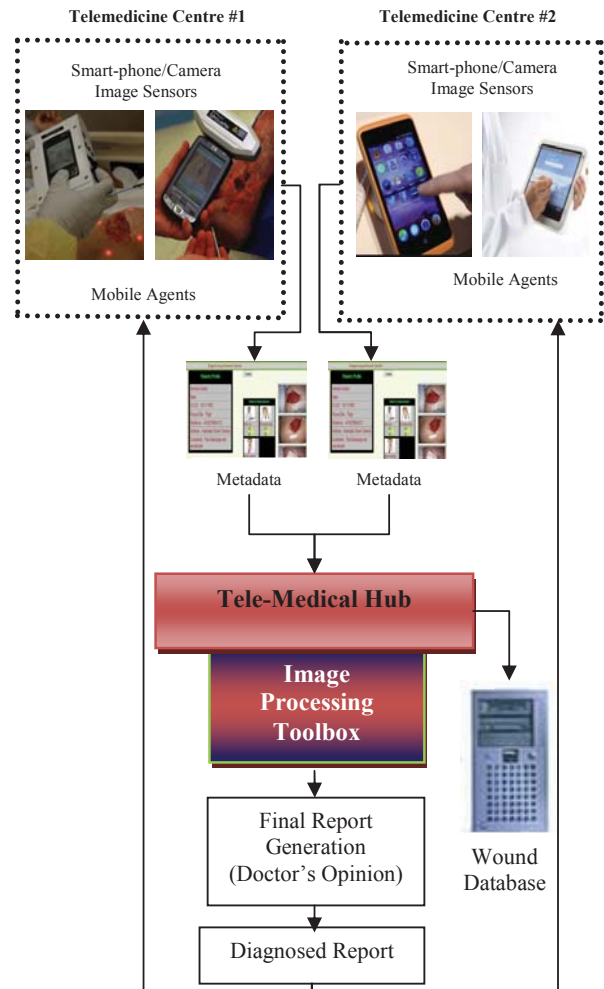 Telemedicine Centre #1
Telemedicine Centre #2
Smart-phone/Camera
Image Sensors
Smart-phone/Camera
Image Sensors
Mobile Agents
Mobile Agents
Metadata
Metadata
Tele-Medical Hub
Image
Processing
Toolbox
Final Report
Generation
(Doctor's Opinion)
Wound
Database
Diagnosed Report